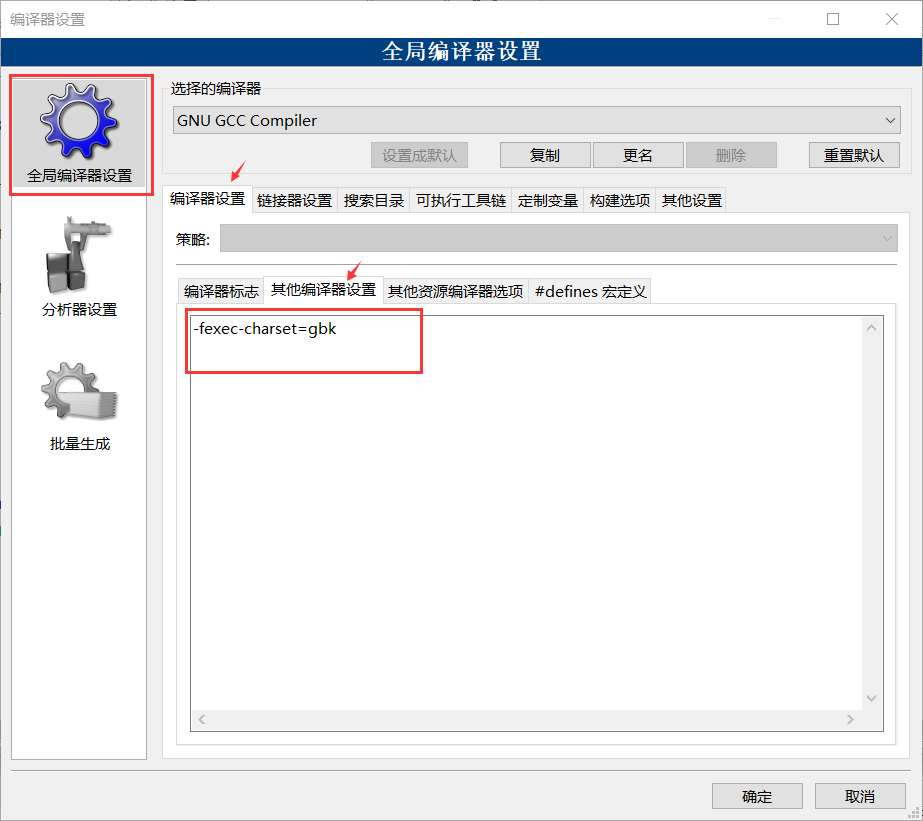 编译器设置
全局编译器设置
全局编译器设置
分析器设置
批量生成
选择的编译器
GNU GCC Compiler
设置成默认 复制 更名 删除 重置默认
编译器设置 链接器设置 搜索目录 可执行工具链 定制变量 构建选项 其他设置
策略:
编译器标志 其他编译器设置 其他资源编译器选项 #defines 宏定义
-fexec-charset=gbk
确定 取消